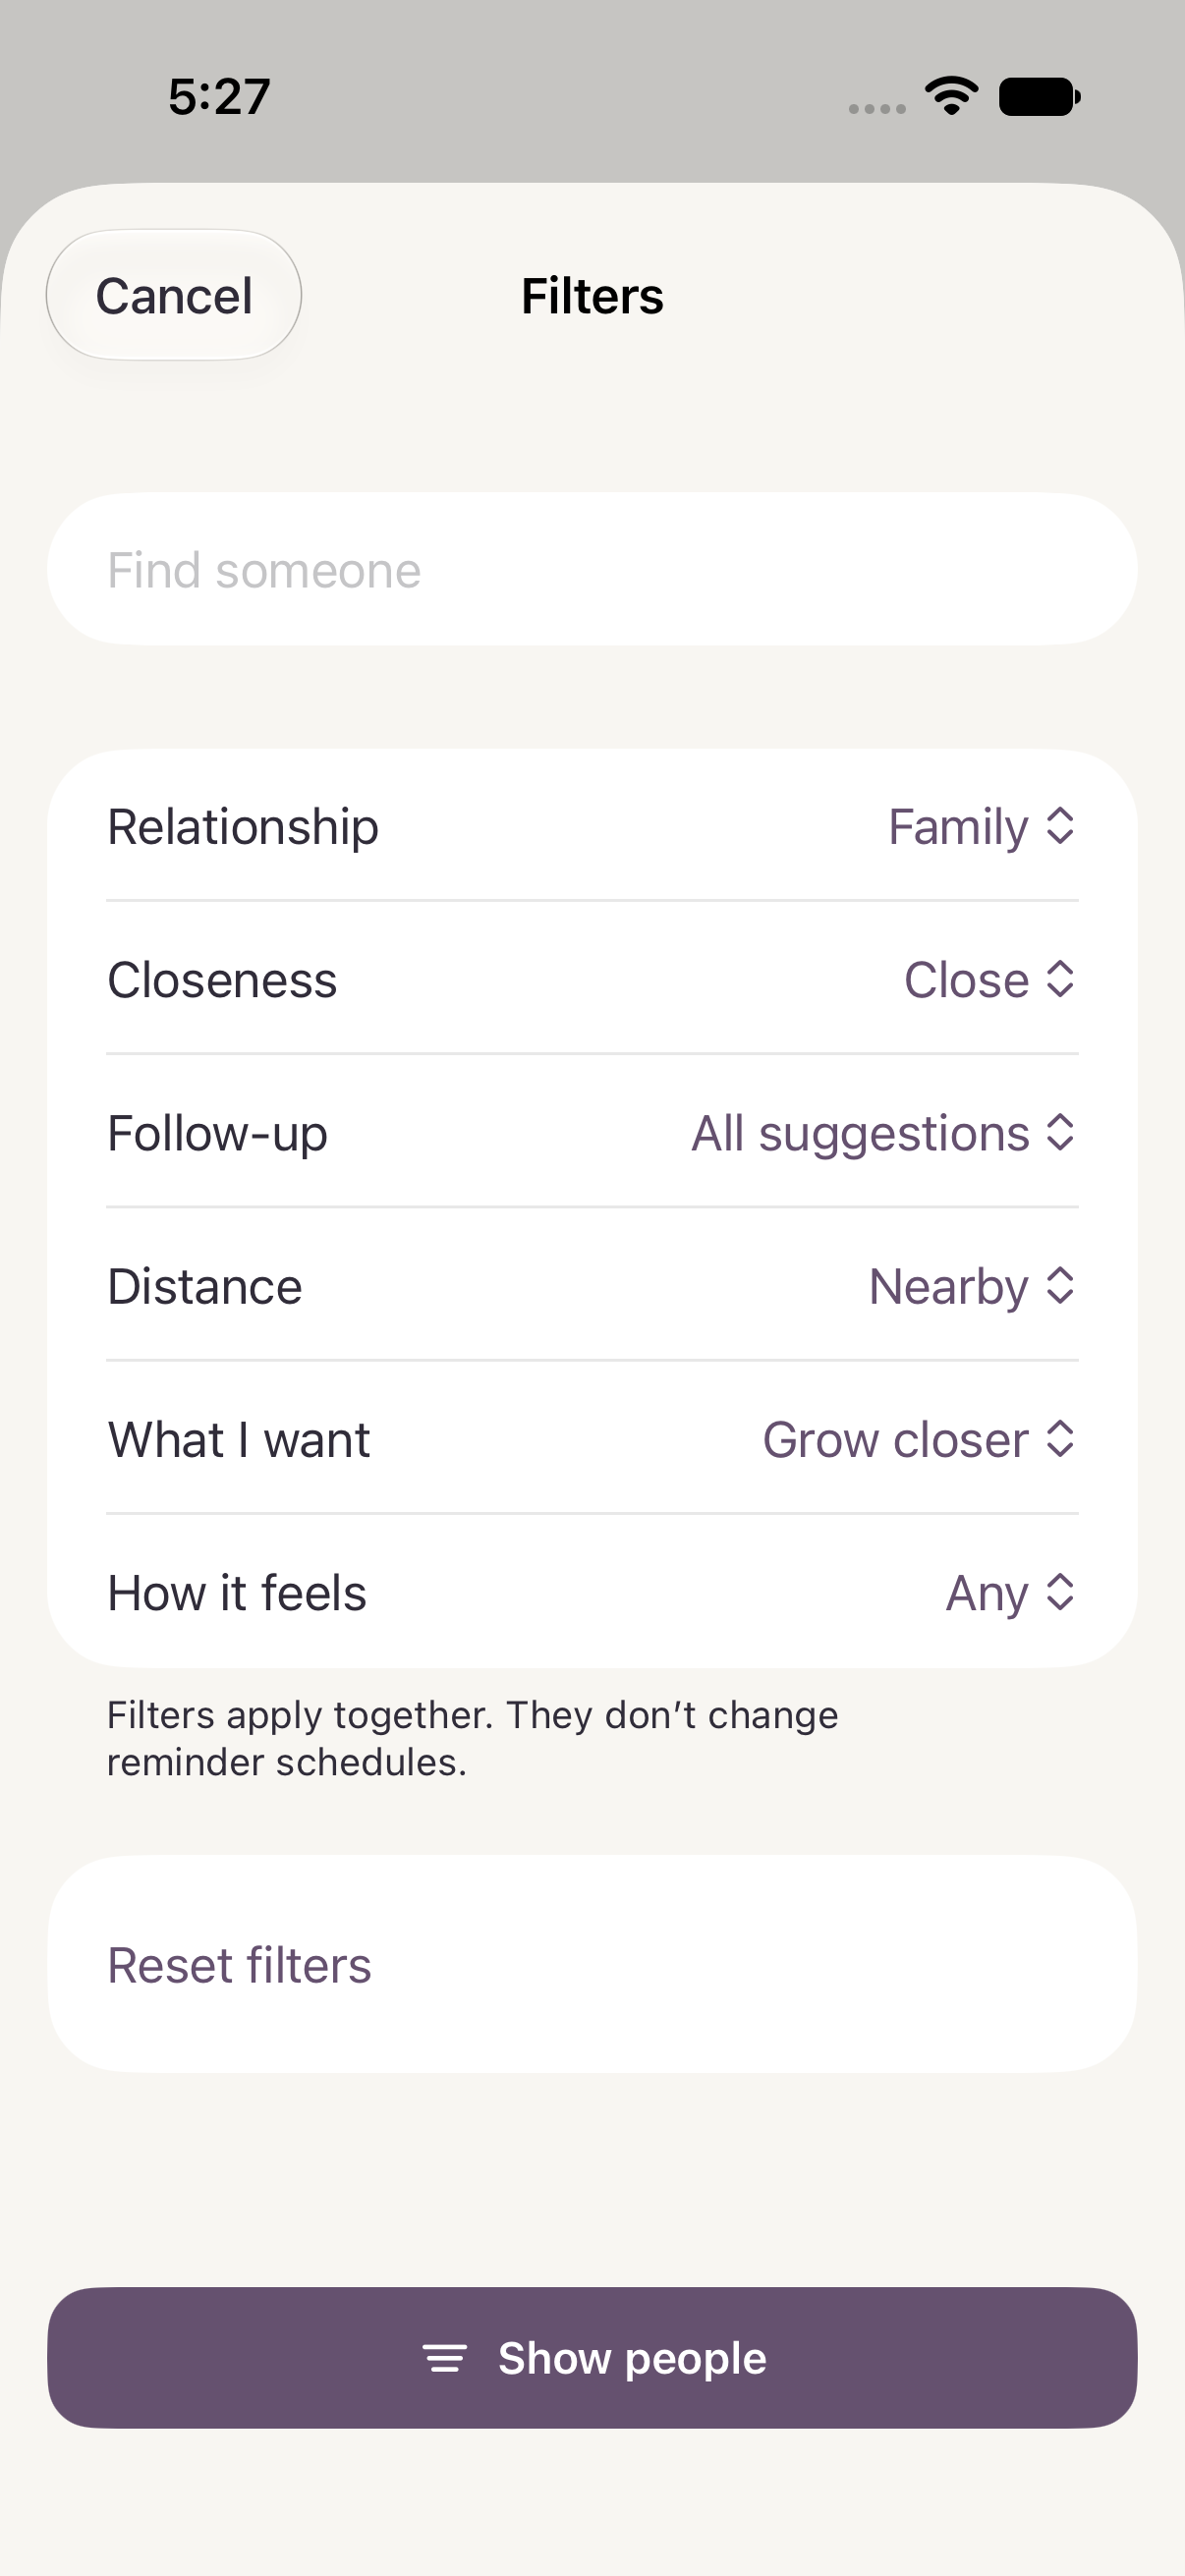 5:27
Cancel
Filters
Find someone
Relationship
Family
Closeness
Close
Follow-up
All suggestions
Distance
Nearby
What I want
Grow closer
How it feels
Any
Filters apply together. They don’t change
reminder schedules.
Reset filters
Show people